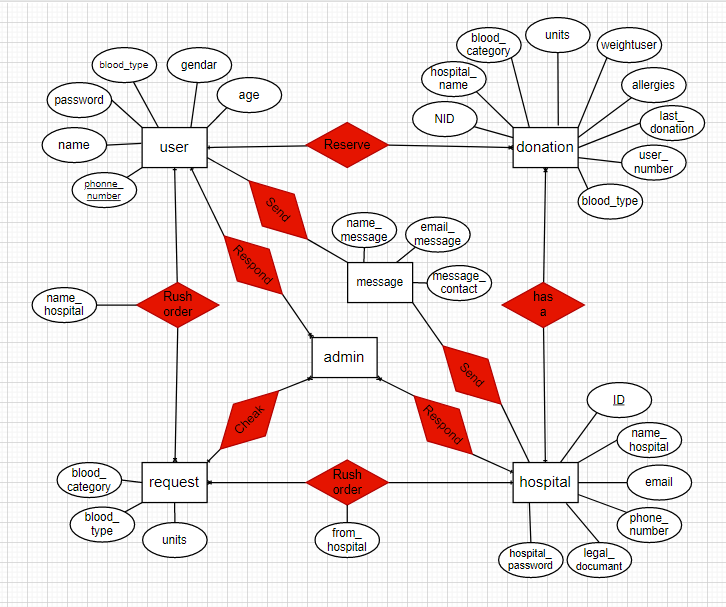 blood_type
gendar
password
age
name
user
phonne_
number
blood_
category
units
weightuser
hospital_
name
allergies
NID
last_
donation
donation
user_
number
blood_type
Reserve
Send
Respond
name_
message
email_
message
message
message_
contact
name_
hospital
Rush
order
has
a
admin
Cheak
Respond
Send
ID
name_
hospital
blood_
category
request
blood_
type
units
Rush
order
from_
hospital
hospital
email
phone_
number
hospital_
password
legal_
documant